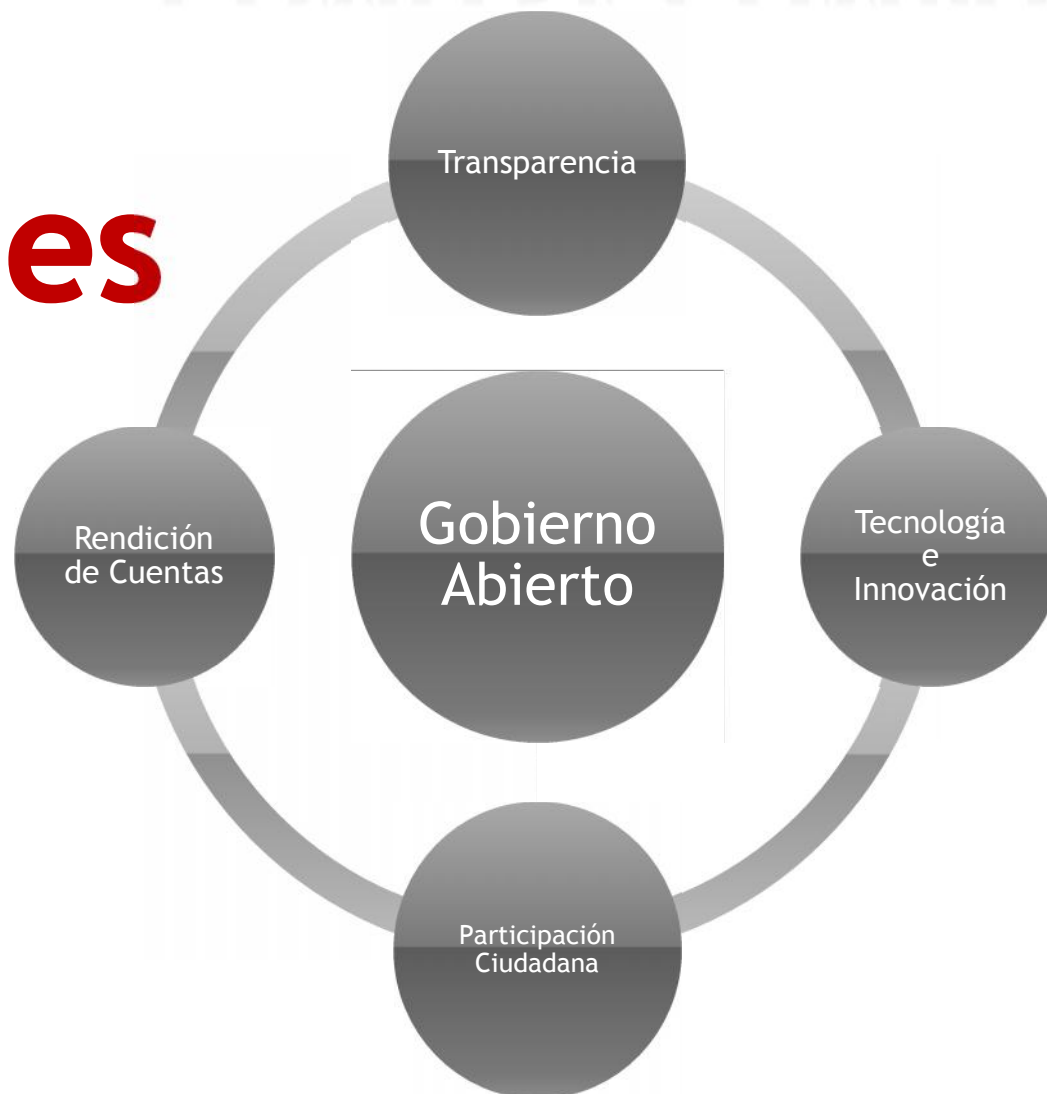 Transparencia
es
Gobierno
Abierto
Rendición
de Cuentas
Tecnología
e
Innovación
Participación
Ciudadana